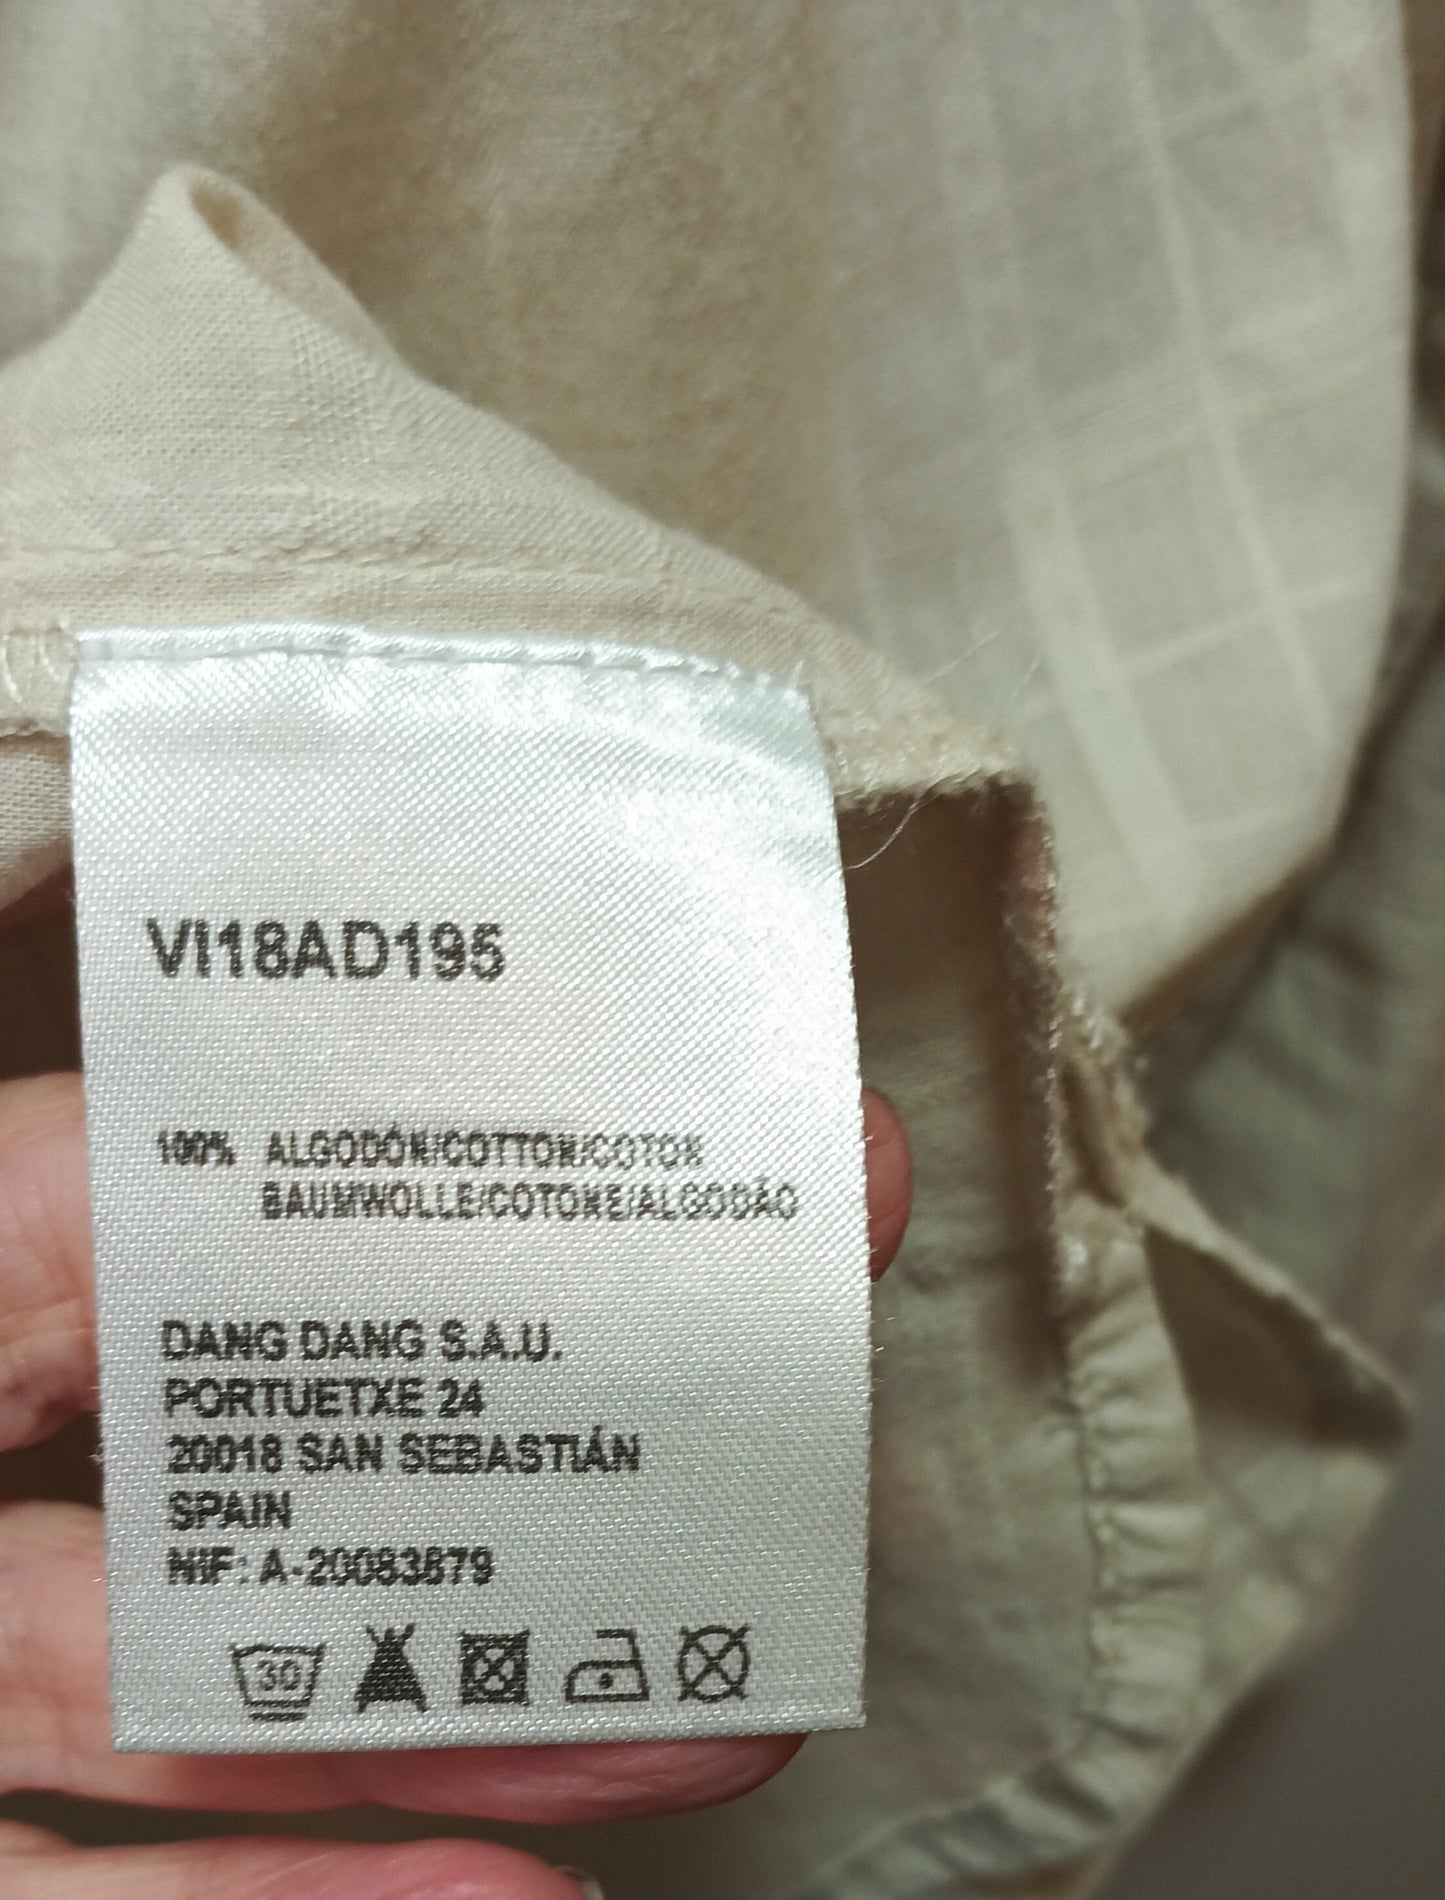 VI18AD195
100% ALGODÓN/COTTON/COTON
BAUMWOLLE/COTONE/ALGODÃO
DANG DANG S.A.U.
PORTUETXE 24
20018 SAN SEBASTIÁN
SPAIN
NIF: A-20083879
30